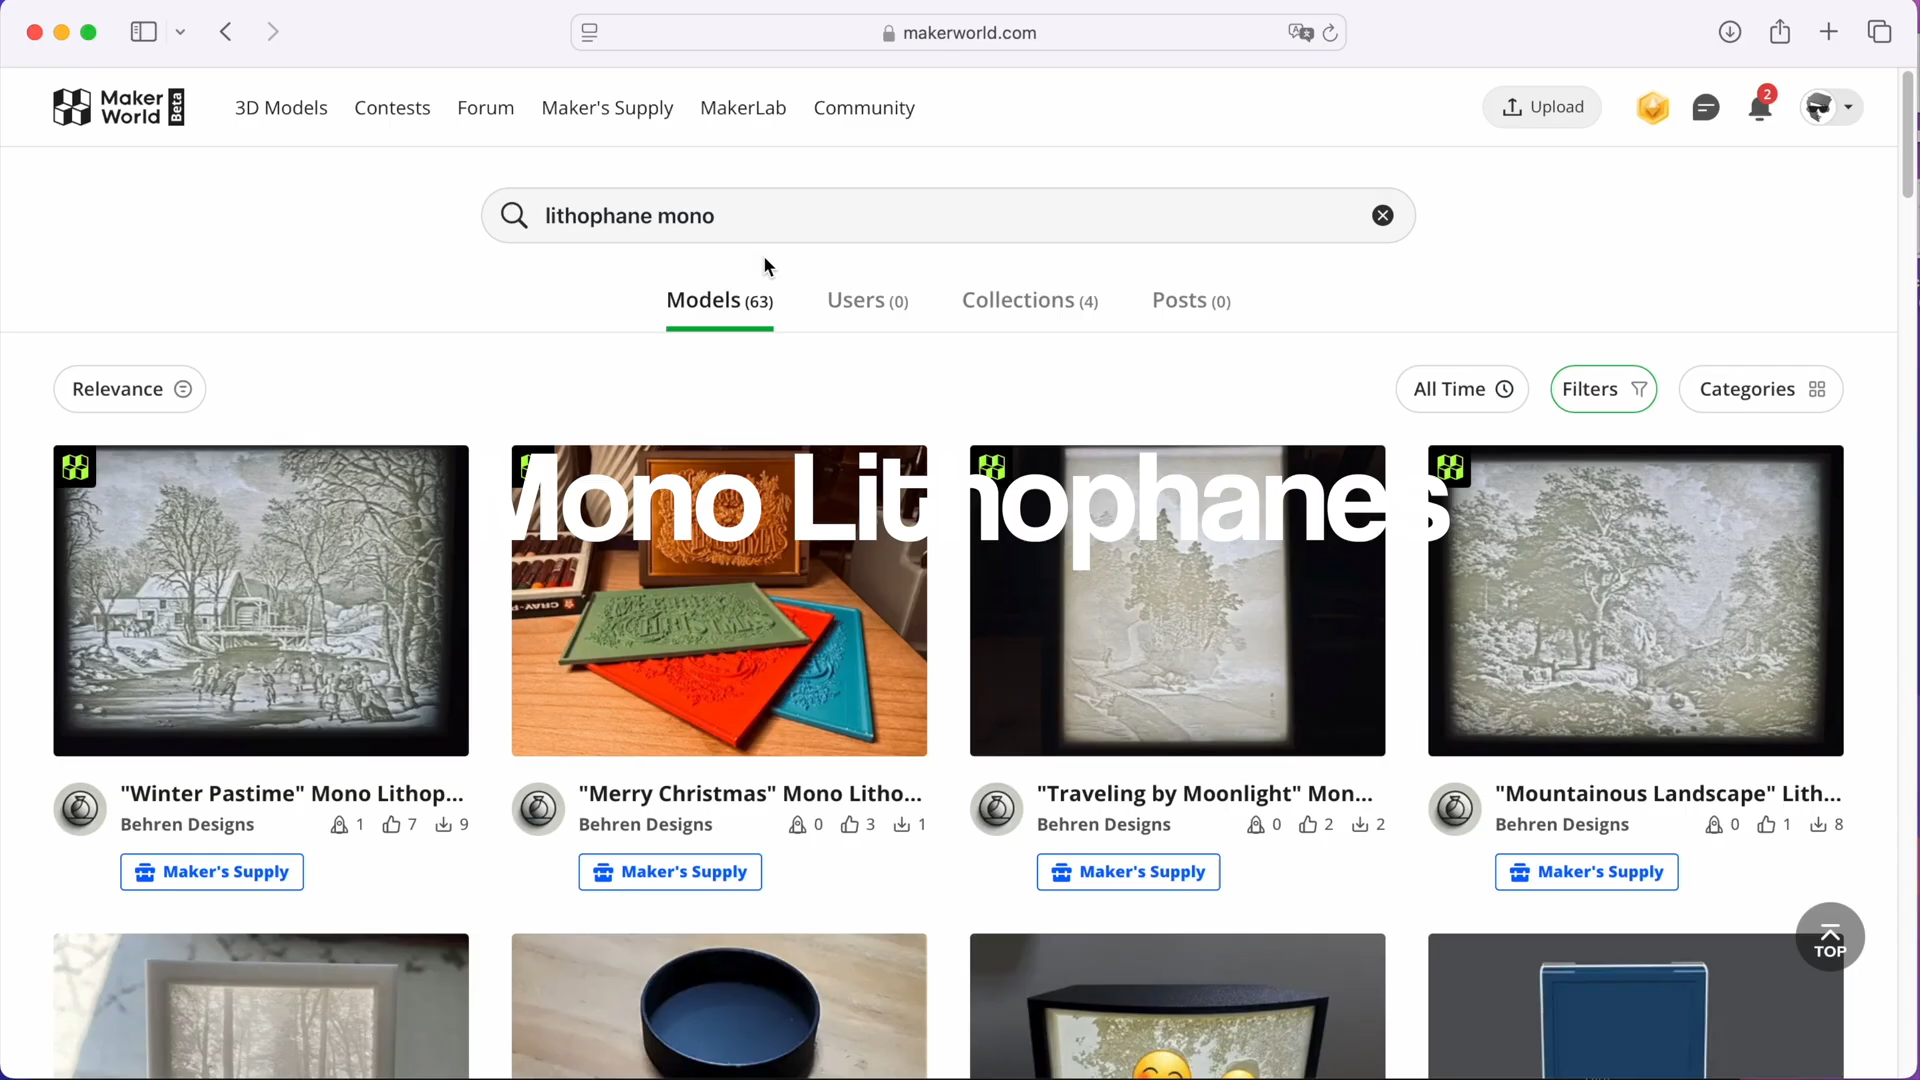 makerworld.com
Maker World Beta
3D Models
Contests
Forum
Maker's Supply
MakerLab
Community
Upload
2
lithophane mono
Models (63)
Users (0)
Collections (4)
Posts (0)
Relevance
All Time
Filters
Categories
Mono Lithophanes
"Winter Pastime" Mono Lithop...
Behren Designs
1
7
9
Maker's Supply
"Merry Christmas" Mono Litho...
Behren Designs
0
3
1
Maker's Supply
"Traveling by Moonlight" Mon...
Behren Designs
0
2
2
Maker's Supply
"Mountainous Landscape" Lith...
Behren Designs
0
1
8
Maker's Supply
TOP